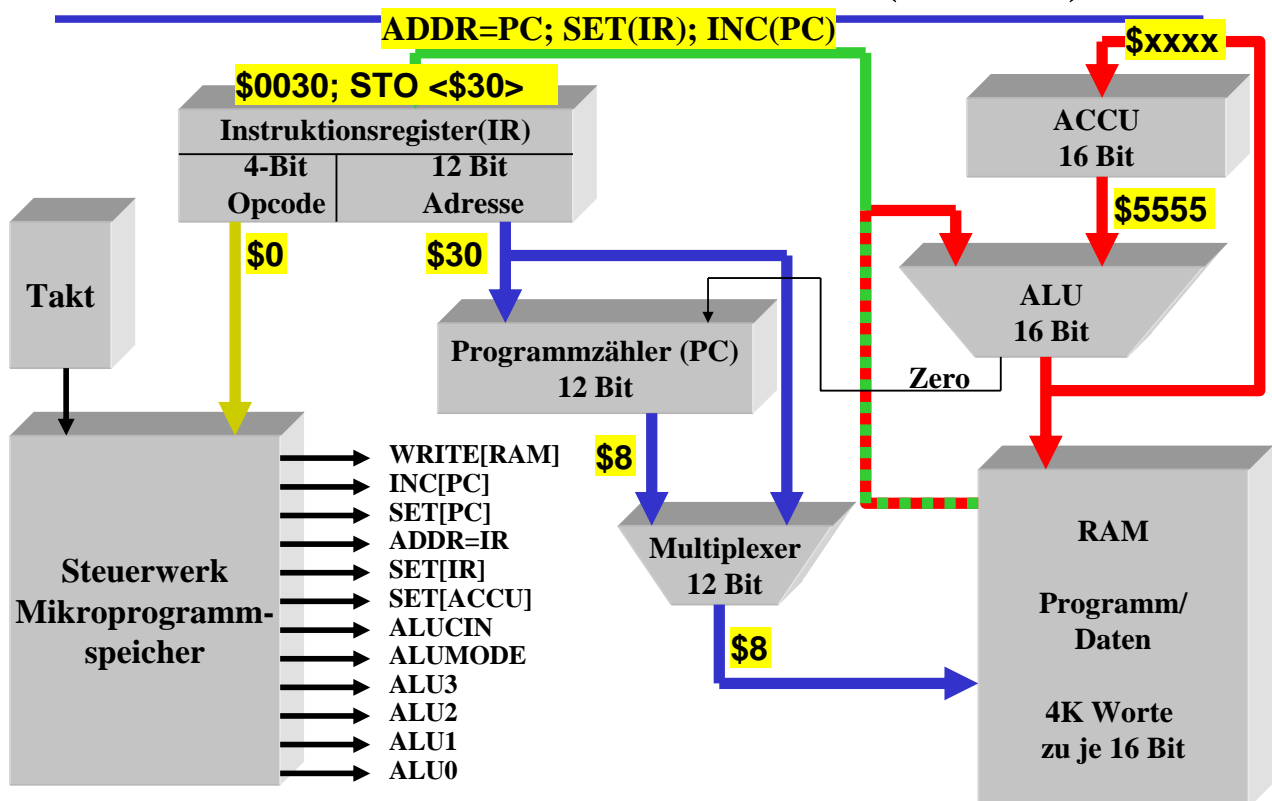 ADDR=PC; SET(IR); INC(PC)
$xxxx
$0030; STO <$30>
Instruktionsregister(IR)
4-Bit
Opcode
12 Bit
Adresse
ACCU
16 Bit
$0
$30
$5555
Takt
ALU
16 Bit
Programmzähler (PC)
12 Bit
Zero
$8
WRITE[RAM]
INC[PC]
SET[PC]
ADDR=IR
SET[IR]
SET[ACCU]
ALUCIN
ALUMODE
ALU3
ALU2
ALU1
ALU0
Steuerwerk
Mikroprogramm-
speicher
Multiplexer
12 Bit
$8
RAM
Programm/
Daten
4K Worte
zu je 16 Bit